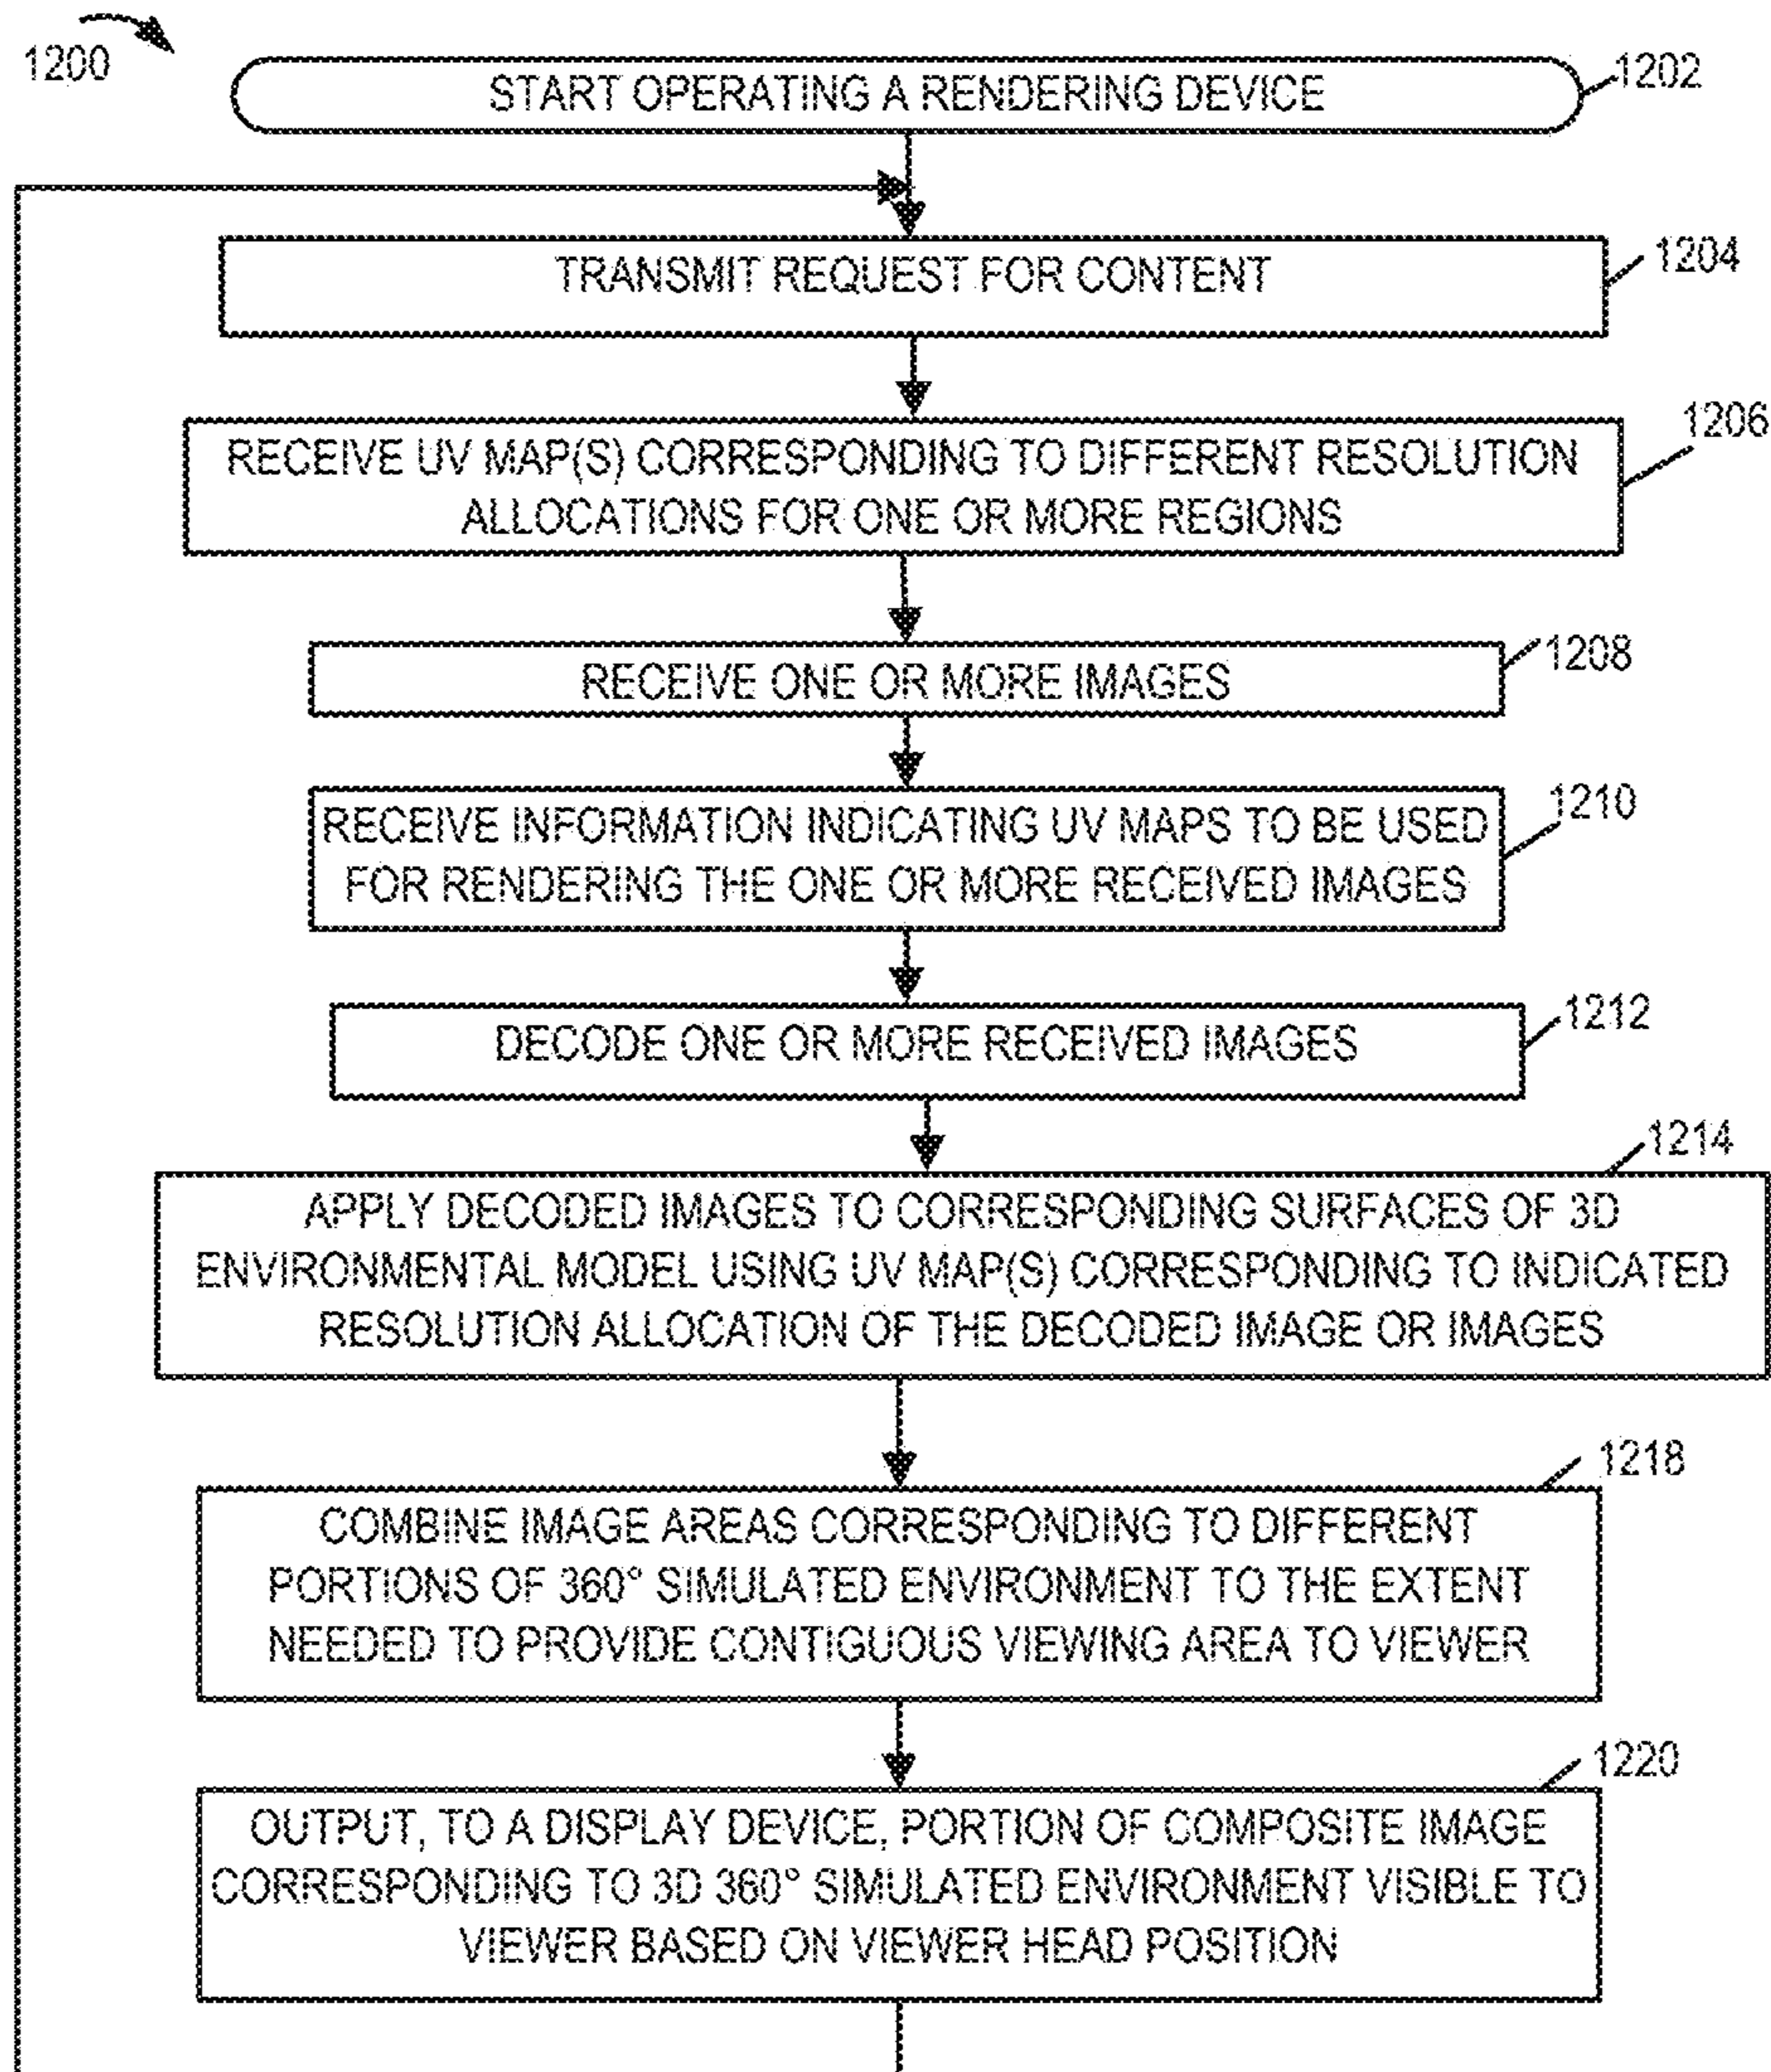 1200
START OPERATING A RENDERING DEVICE
1202
TRANSMIT REQUEST FOR CONTENT
1204
RECEIVE UV MAP(S) CORRESPONDING TO DIFFERENT RESOLUTION
ALLOCATIONS FOR ONE OR MORE REGIONS
1206
RECEIVE ONE OR MORE IMAGES
1208
RECEIVE INFORMATION INDICATING UV MAPS TO BE USED
FOR RENDERING THE ONE OR MORE RECEIVED IMAGES
1210
DECODE ONE OR MORE RECEIVED IMAGES
1212
APPLY DECODED IMAGES TO CORRESPONDING SURFACES OF 3D
ENVIRONMENTAL MODEL USING UV MAP(S) CORRESPONDING TO INDICATED
RESOLUTION ALLOCATION OF THE DECODED IMAGE OR IMAGES
1214
COMBINE IMAGE AREAS CORRESPONDING TO DIFFERENT
PORTIONS OF 360° SIMULATED ENVIRONMENT TO THE EXTENT
NEEDED TO PROVIDE CONTIGUOUS VIEWING AREA TO VIEWER
1218
OUTPUT, TO A DISPLAY DEVICE, PORTION OF COMPOSITE IMAGE
CORRESPONDING TO 3D 360° SIMULATED ENVIRONMENT VISIBLE TO
VIEWER BASED ON VIEWER HEAD POSITION
1220